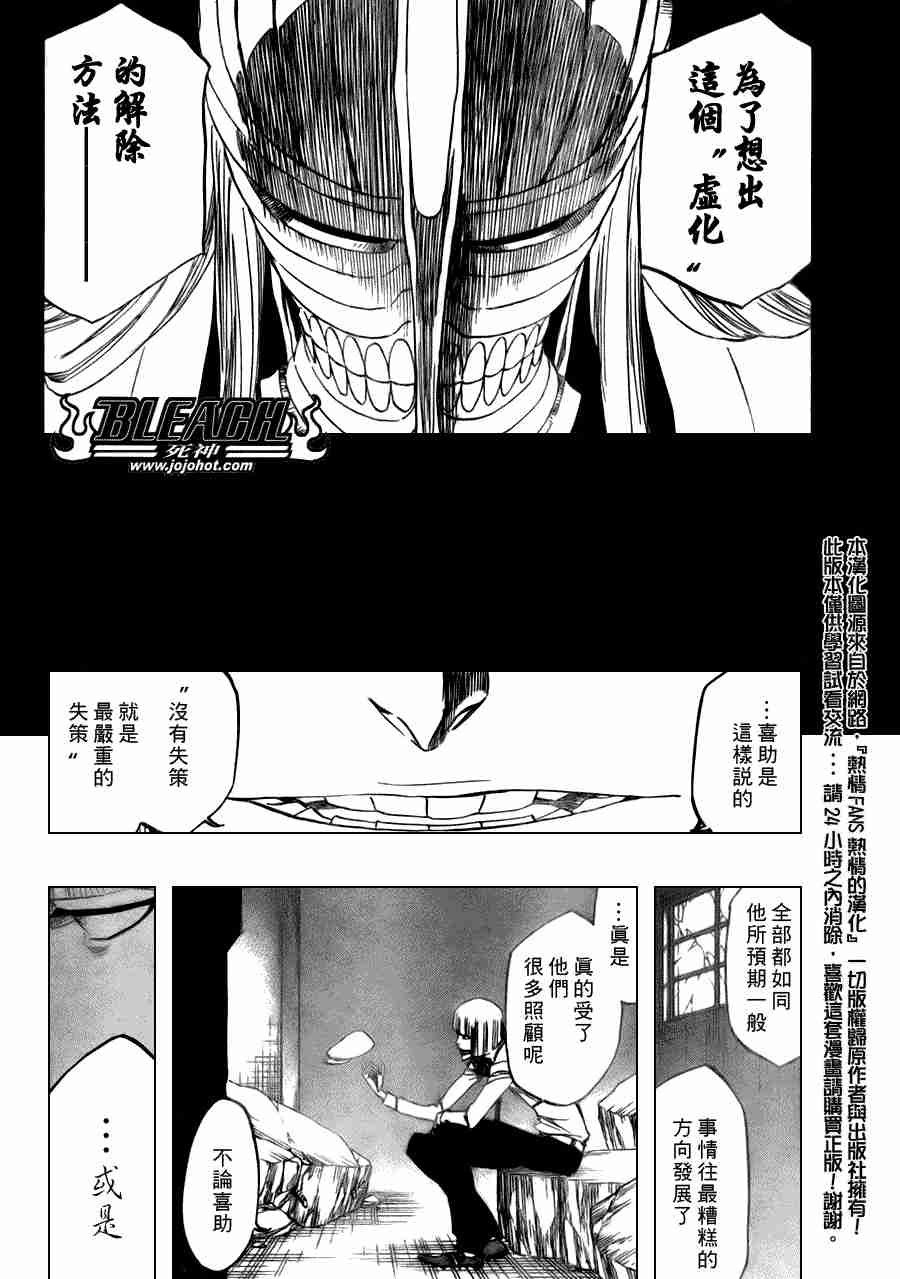 為了想出
這個〝虛化〞
的解除
方法——
BLEACH
死神
www.jojohot.com
…喜助是
這樣説的
〝沒有失策
就是
最嚴重的
失策〞
全部都如同
他所預期一般
事情往最糟糕的
方向發展了
…眞是
眞的受了
他們
很多照顧呢
不論喜助
…或是
本漢化圖源來自於網路，『熱情FANS熱情的漢化』一切版權歸原作者與出版社擁有！
此版本僅供學習試看交流…請24小時之內消除，喜歡這套漫畫請購買正版！謝謝。